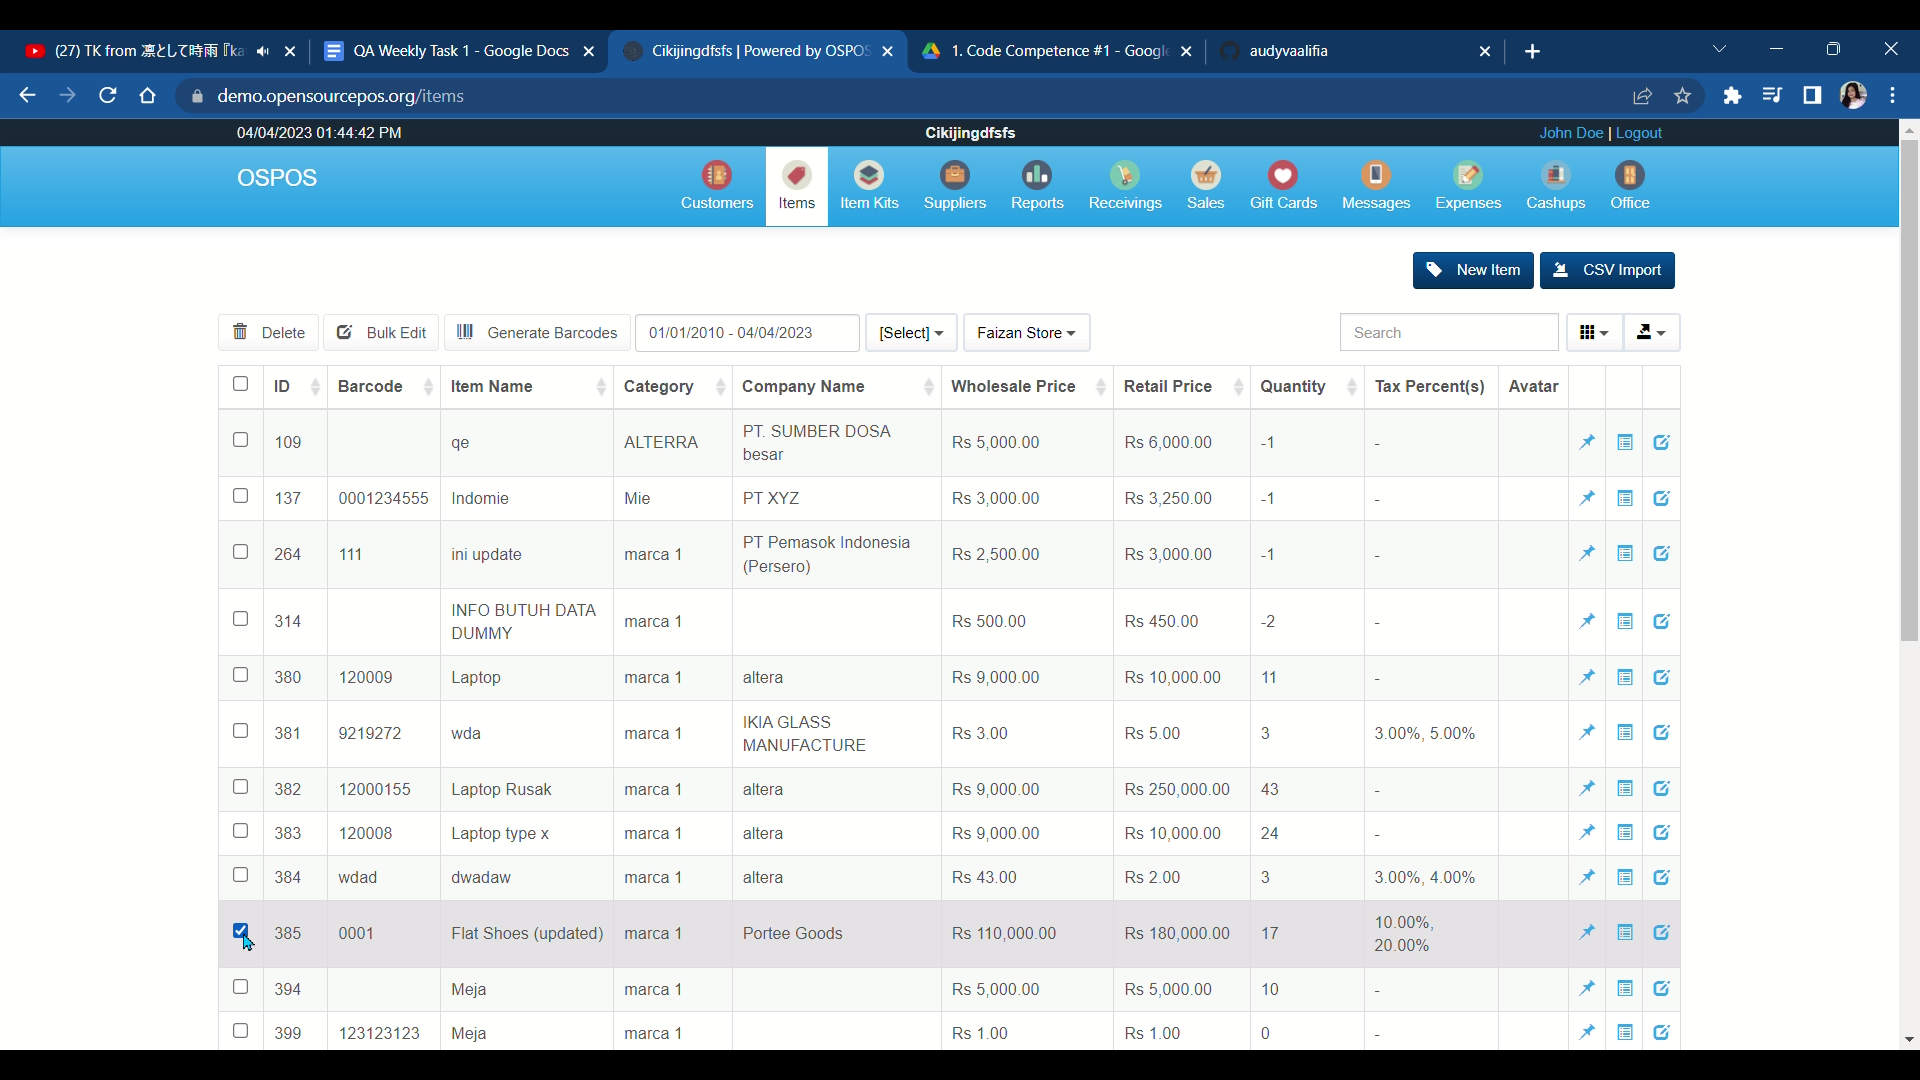 (27) TK from 凛として時雨『ka
QA Weekly Task 1 - Google Docs
Cikijingdfsfs | Powered by OSPOS
1. Code Competence #1 - Google
audyvaalifia
demo.opensourcepos.org/items
04/04/2023 01:44:42 PM
Cikijingdfsfs
John Doe | Logout
OSPOS
Customers Items Item Kits Suppliers Reports Receivings Sales Gift Cards Messages Expenses Cashups Office
New Item CSV Import
Delete Bulk Edit Generate Barcodes 01/01/2010 - 04/04/2023 [Select] Faizan Store Search
ID Barcode Item Name Category Company Name Wholesale Price Retail Price Quantity Tax Percent(s) Avatar
109 qe ALTERRA PT. SUMBER DOSA besar Rs 5,000.00 Rs 6,000.00 -1 -
137 0001234555 Indomie Mie PT XYZ Rs 3,000.00 Rs 3,250.00 -1 -
264 111 ini update marca 1 PT Pemasok Indonesia (Persero) Rs 2,500.00 Rs 3,000.00 -1 -
314 INFO BUTUH DATA DUMMY marca 1 Rs 500.00 Rs 450.00 -2 -
380 120009 Laptop marca 1 altera Rs 9,000.00 Rs 10,000.00 11 -
381 9219272 wda marca 1 IKIA GLASS MANUFACTURE Rs 3.00 Rs 5.00 3 3.00%, 5.00%
382 12000155 Laptop Rusak marca 1 altera Rs 9,000.00 Rs 250,000.00 43 -
383 120008 Laptop type x marca 1 altera Rs 9,000.00 Rs 10,000.00 24 -
384 wdad dwadaw marca 1 altera Rs 43.00 Rs 2.00 3 3.00%, 4.00%
385 0001 Flat Shoes (updated) marca 1 Portee Goods Rs 110,000.00 Rs 180,000.00 17 10.00%, 20.00%
394 Meja marca 1 Rs 5,000.00 Rs 5,000.00 10 -
399 123123123 Meja marca 1 Rs 1.00 Rs 1.00 0 -